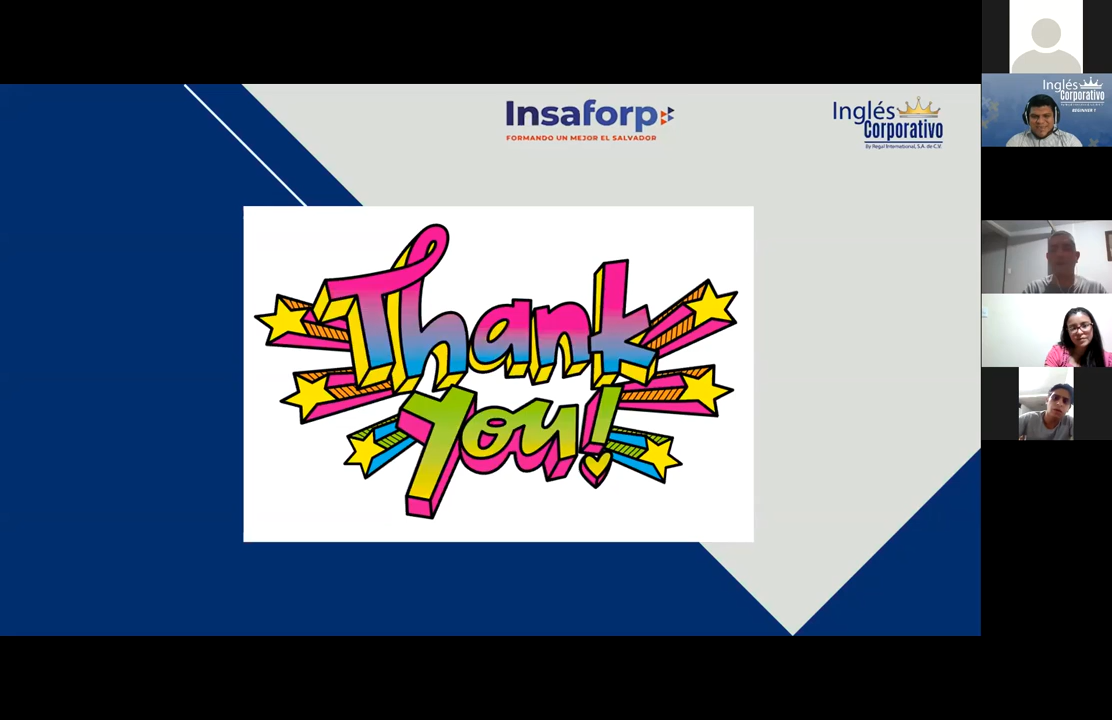 Insaforp
FORMANDO UN MEJOR EL SALVADOR
Inglés
Corporativo
By Regal International, S.A. de C.V.
Thank
You!
Inglés
Corporativo
BEGINNER 1